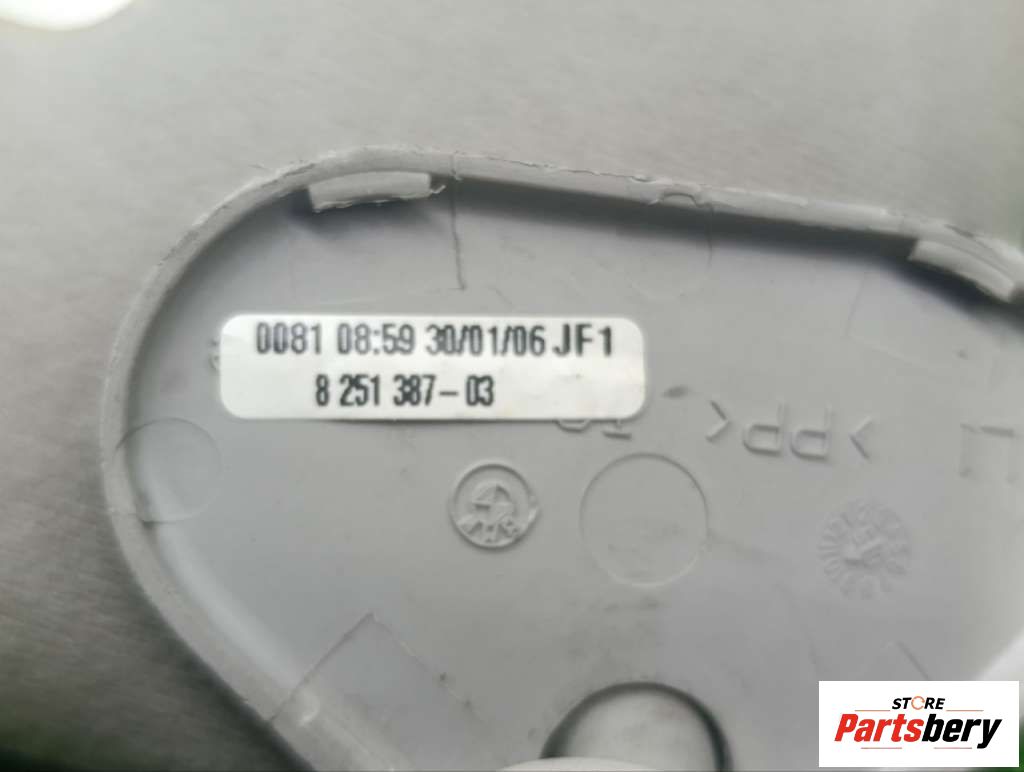 0081 08:59 30/01/06 JF1
8 251 387-03
>PP<
STORE
Partsbery